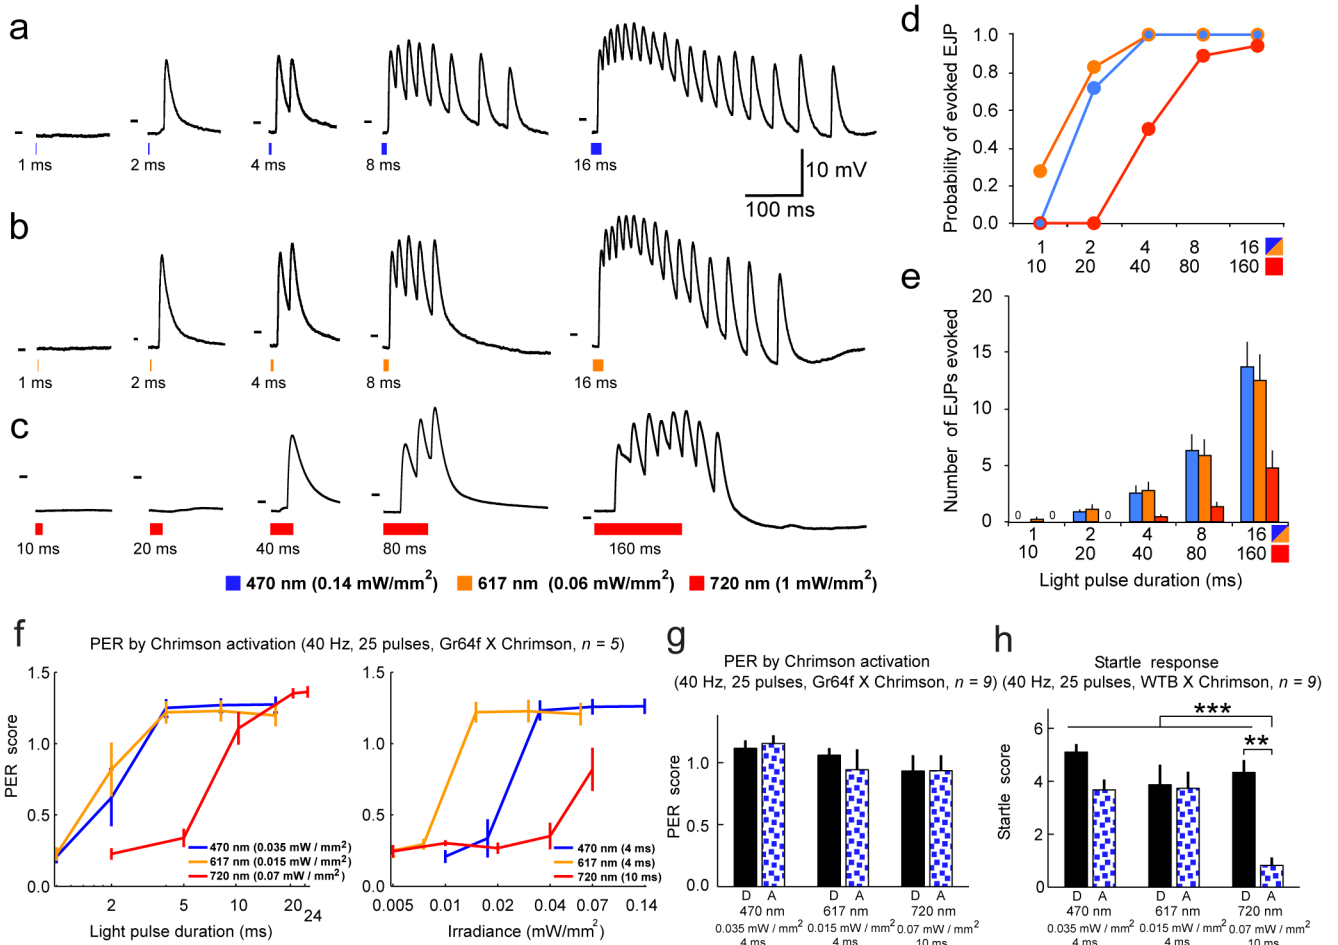 a
1 ms
2 ms
4 ms
8 ms
16 ms
10 mV
100 ms
b
1 ms
2 ms
4 ms
8 ms
16 ms
c
10 ms
20 ms
40 ms
80 ms
160 ms
470 nm (0.14 mW/mm²)
617 nm (0.06 mW/mm²)
720 nm (1 mW/mm²)
d
Probability of evoked EJP
1.0
0.8
0.6
0.4
0.2
0.0
1 2 4 8 16
10 20 40 80 160
e
Number of EJPs evoked
20
15
10
5
0
0 0 0
1 2 4 8 16
10 20 40 80 160
Light pulse duration (ms)
f
PER by Chrimson activation (40 Hz, 25 pulses, Gr64f X Chrimson, n = 5)
PER score
1.5
1.0
0.5
0.0
470 nm (0.035 mW / mm²)
617 nm (0.015 mW / mm²)
720 nm (0.07 mW / mm²)
2 5 10 20
24
Light pulse duration (ms)
1.5
1.0
0.5
0.0
470 nm (4 ms)
617 nm (4 ms)
720 nm (10 ms)
0.005 0.01 0.02 0.04 0.07 0.14
Irradiance (mW/mm²)
g
PER by Chrimson activation
(40 Hz, 25 pulses, Gr64f X Chrimson, n = 9)
PER score
1.0
0.5
0.0
D A D A D A
470 nm 617 nm 720 nm
0.035 mW / mm² 0.015 mW / mm² 0.07 mW / mm²
4 ms 4 ms 10 ms
h
Startle response
(40 Hz, 25 pulses, WTB X Chrimson, n = 9)
Startle score
6
4
2
0
***
**
D A D A D A
470 nm 617 nm 720 nm
0.035 mW / mm² 0.015 mW / mm² 0.07 mW / mm²
4 ms 4 ms 10 ms